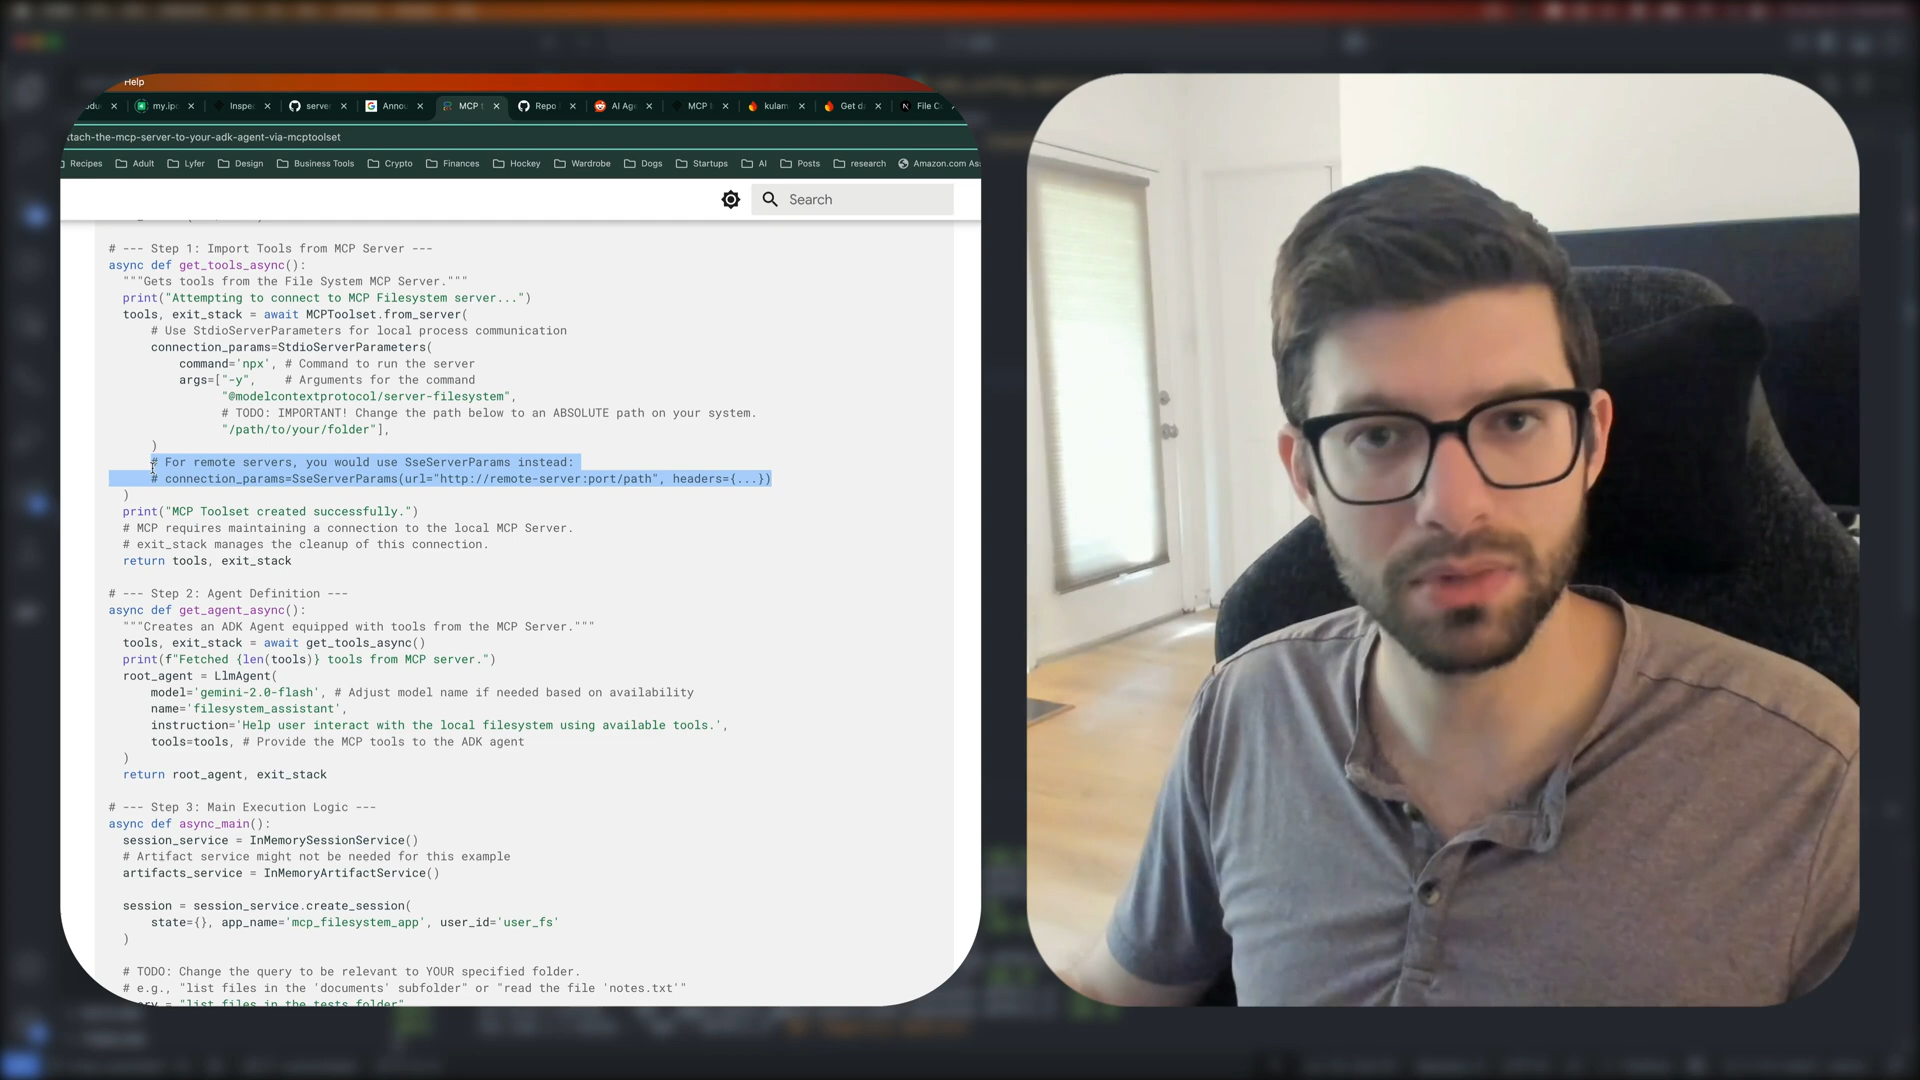 Help
my.ipc
Inspec
server
Annou
MCP t
Repo
AI Age
MCP
kulam
Get da
File C
ttach-the-mcp-server-to-your-adk-agent-via-mcptoolset
Recipes Adult Lyfer Design Business Tools Crypto Finances Hockey Wardrobe Dogs Startups AI Posts research Amazon.com Ass
Search
# --- Step 1: Import Tools from MCP Server ---
async def get_tools_async():
"""Gets tools from the File System MCP Server."""
print("Attempting to connect to MCP Filesystem server...")
tools, exit_stack = await MCPToolset.from_server(
# Use StdioServerParameters for local process communication
connection_params=StdioServerParameters(
command='npx', # Command to run the server
args=["-y", # Arguments for the command
"@modelcontextprotocol/server-filesystem",
# TODO: IMPORTANT! Change the path below to an ABSOLUTE path on your system.
"/path/to/your/folder"],
)
# For remote servers, you would use SseServerParams instead:
# connection_params=SseServerParams(url="http://remote-server:port/path", headers={...})
)
print("MCP Toolset created successfully.")
# MCP requires maintaining a connection to the local MCP Server.
# exit_stack manages the cleanup of this connection.
return tools, exit_stack
# --- Step 2: Agent Definition ---
async def get_agent_async():
"""Creates an ADK Agent equipped with tools from the MCP Server."""
tools, exit_stack = await get_tools_async()
print(f"Fetched {len(tools)} tools from MCP server.")
root_agent = LlmAgent(
model='gemini-2.0-flash', # Adjust model name if needed based on availability
name='filesystem_assistant',
instruction='Help user interact with the local filesystem using available tools.',
tools=tools, # Provide the MCP tools to the ADK agent
)
return root_agent, exit_stack
# --- Step 3: Main Execution Logic ---
async def async_main():
session_service = InMemorySessionService()
# Artifact service might not be needed for this example
artifacts_service = InMemoryArtifactService()
session = session_service.create_session(
state={}, app_name='mcp_filesystem_app', user_id='user_fs'
)
# TODO: Change the query to be relevant to YOUR specified folder.
# e.g., "list files in the 'documents' subfolder" or "read the file 'notes.txt'"
= "list files in the tests folder"